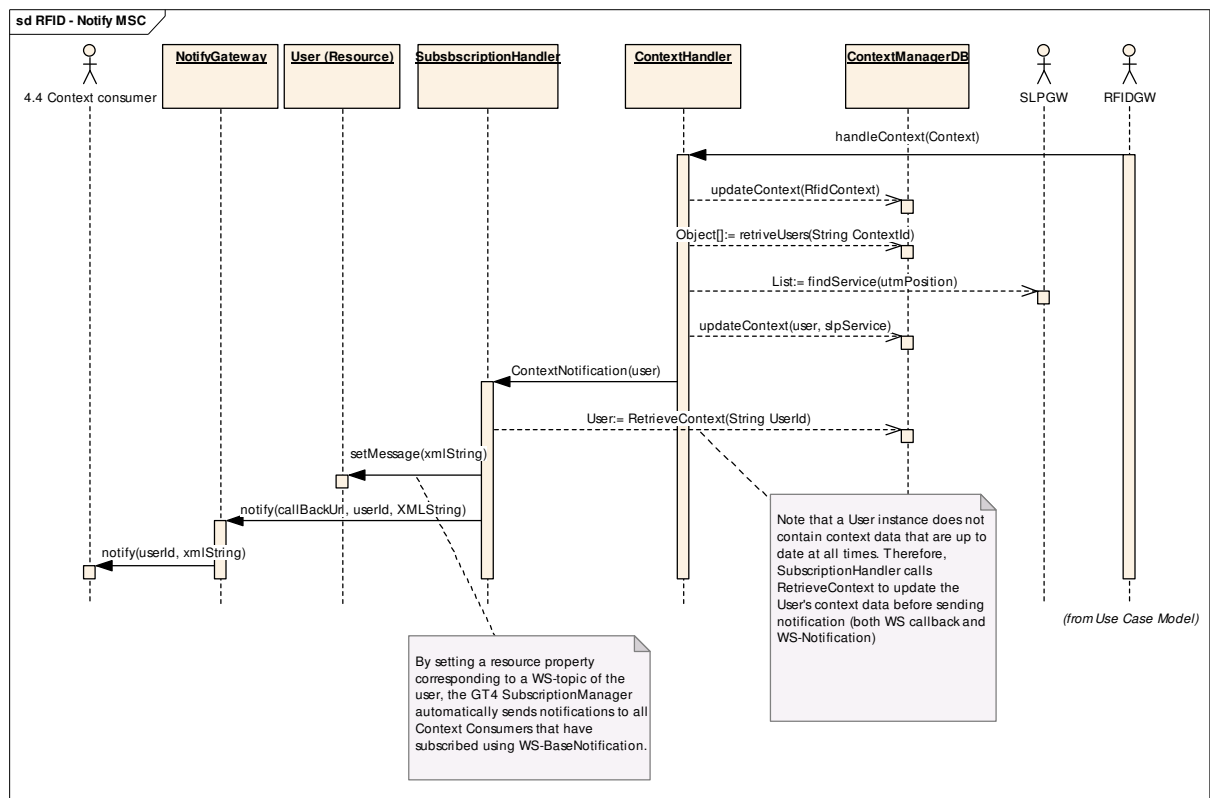 sd RFID - Notify MSC
4.4 Context consumer
NotifyGateway
User (Resource)
SubsbscriptionHandler
ContextHandler
ContextManagerDB
SLPGW
RFIDGW
handleContext(Context)
updateContext(RfidContext)
Object[]:= retriveUsers(String ContextId)
List:= findService(utmPosition)
updateContext(user, slpService)
ContextNotification(user)
User:= RetrieveContext(String UserId)
setMessage(xmlString)
notify(callBackUrl, userId, XMLString)
notify(userId, xmlString)
Note that a User instance does not
contain context data that are up to
date at all times. Therefore,
SubscriptionHandler calls
RetrieveContext to update the
User's context data before sending
notification (both WS callback and
WS-Notification)
(from Use Case Model)
By setting a resource property
corresponding to a WS-topic of the
user, the GT4 SubscriptionManager
automatically sends notifications to all
Context Consumers that have
subscribed using WS-BaseNotification.